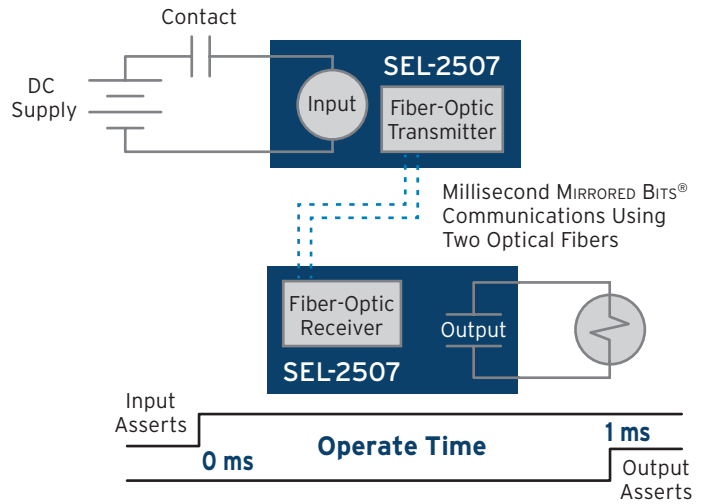 Contact
DC
Supply
SEL-2507
Input
Fiber-Optic
Transmitter
Millisecond MIRRORED BITS®
Communications Using
Two Optical Fibers
Fiber-Optic
Receiver
Output
SEL-2507
Input
Asserts
Operate Time
0 ms
1 ms
Output
Asserts